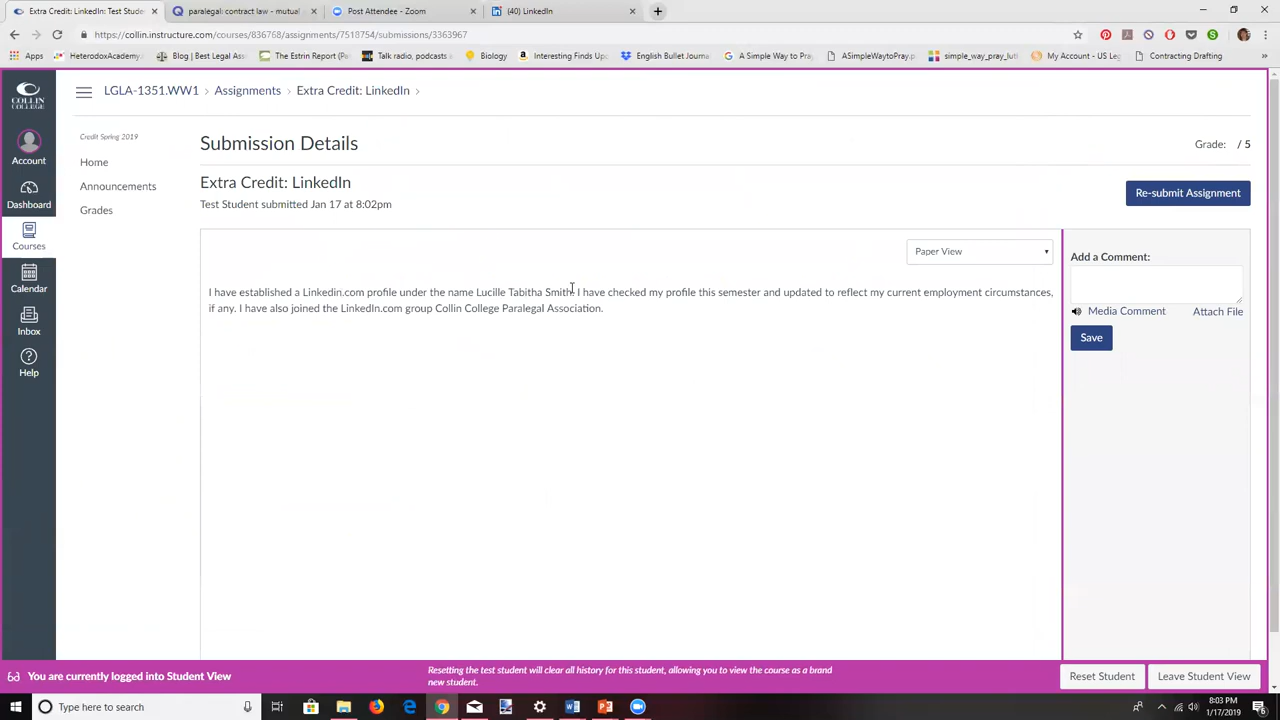 Extra Credit: LinkedIn: Test Stude
paralegal: contract law - mutual
Post Attendee - Zoom
(40) LinkedIn
https://collin.instructure.com/courses/836768/assignments/7518754/submissions/3363967
Apps
HeterodoxAcademy
Blog | Best Legal Ass
The Estrin Report (Pe
Talk radio, podcasts
Biology
Interesting Finds Up
English Bullet Journa
A Simple Way to Pray
ASimpleWaytoPray.p
simple_way_pray_lut
My Account - US Leg
Contracting Drafting
COLLIN COLLEGE
LGLA-1351.WW1 > Assignments > Extra Credit: LinkedIn >
Account
Dashboard
Courses
Calendar
Inbox
Help
Credit Spring 2019
Home
Announcements
Grades
Submission Details
Grade: / 5
Extra Credit: LinkedIn
Re-submit Assignment
Test Student submitted Jan 17 at 8:02pm
Paper View
I have established a Linkedin.com profile under the name Lucille Tabitha Smith. I have checked my profile this semester and updated to reflect my current employment circumstances,
if any. I have also joined the LinkedIn.com group Collin College Paralegal Association.
Add a Comment:
Media Comment
Attach File
Save
You are currently logged into Student View
Resetting the test student will clear all history for this student, allowing you to view the course as a brand
new student.
Reset Student
Leave Student View
Type here to search
8:03 PM
1/17/2019